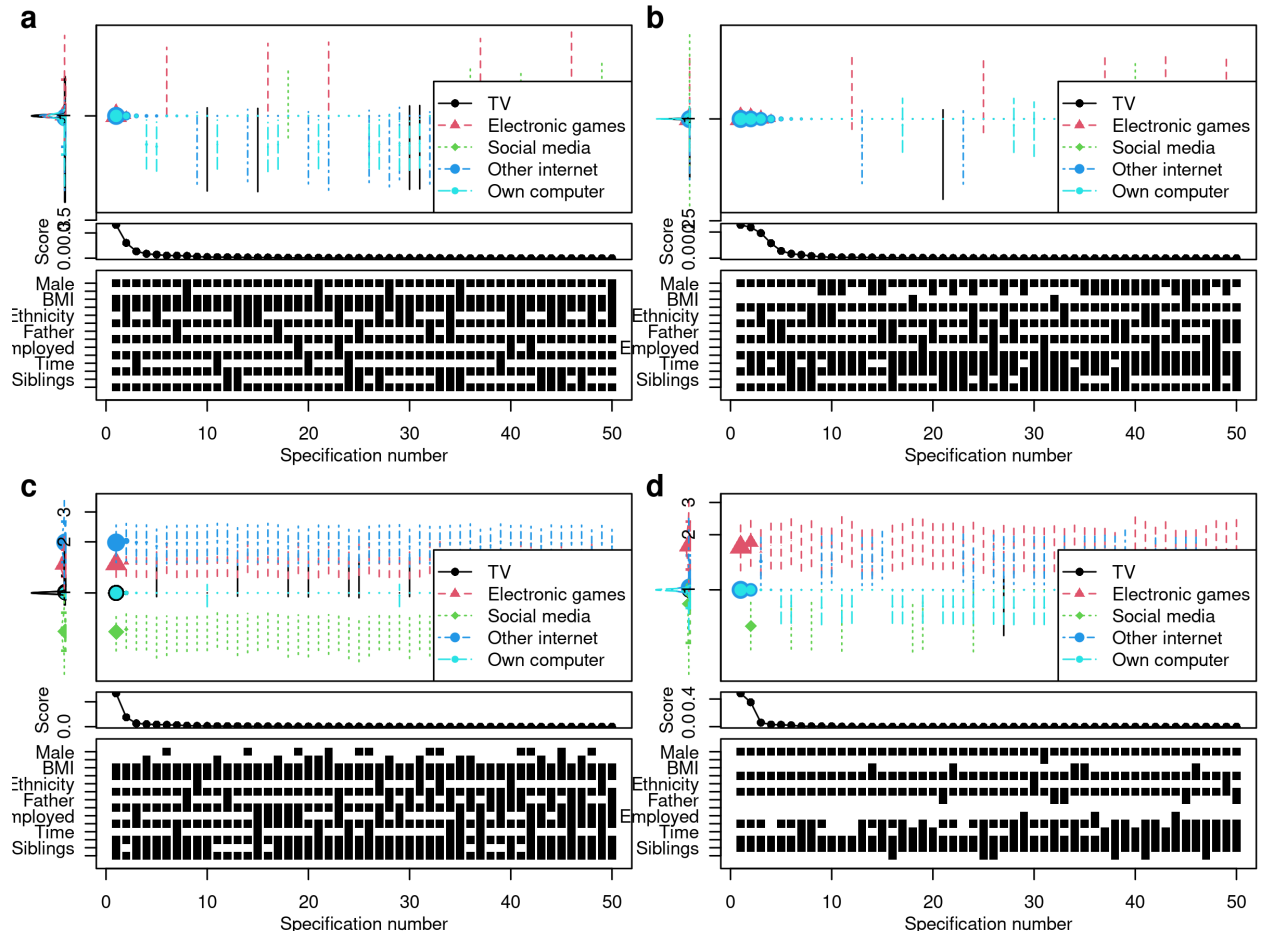 a
TV
Electronic games
Social media
Other internet
Own computer
Score
Male
BMI
Ethnicity
Father
mployed
Time
Siblings
0 10 20 30 40 50
Specification number
b
TV
Electronic games
Social media
Other internet
Own computer
Score
Male
BMI
Ethnicity
Father
Employed
Time
Siblings
0 10 20 30 40 50
Specification number
c
3
2
1
TV
Electronic games
Social media
Other internet
Own computer
Score
0.0
Male
BMI
Ethnicity
Father
mployed
Time
Siblings
0 10 20 30 40 50
Specification number
d
3
2
1
TV
Electronic games
Social media
Other internet
Own computer
Score
0.0 0.4
Male
BMI
Ethnicity
Father
Employed
Time
Siblings
0 10 20 30 40 50
Specification number